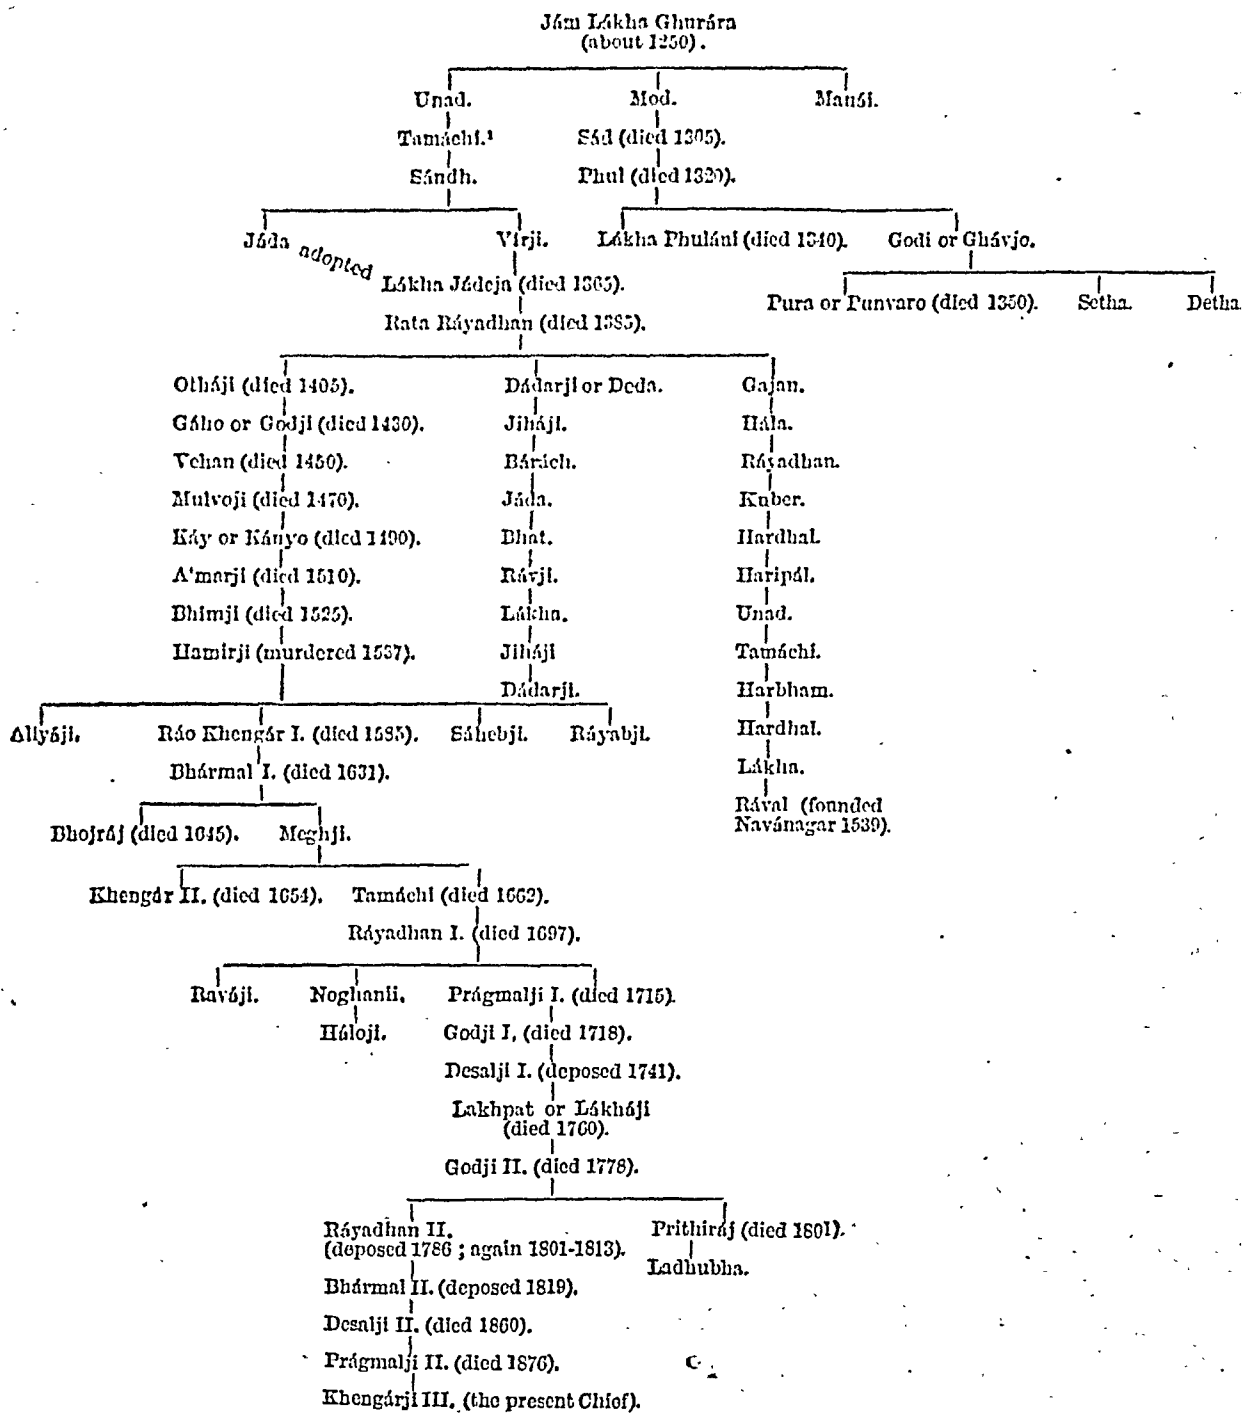 Jám Lákha Ghurára
(about 1250).
Unad. Mod. Manái.
Tamáchi.¹ Sád (died 1305).
Sándh. Phul (died 1320).
Jáda adopted Virji. Lákha Phuláni (died 1340). Godi or Ghávjo.
Lákha Jádeja (died 1365).
Pura or Punvaro (died 1350). Setha. Detha.
Rata Ráyadhan (died 1385).
Otháji (died 1405). Dádarji or Deda. Gajan.
Gáho or Godji (died 1430). Jiháji. Hála.
Vehan (died 1450). Bárách. Ráyadhan.
Mulvoji (died 1470). Jáda. Kuber.
Káy or Kányo (died 1490). Bhat. Hardhal.
A'marji (died 1510). Rávji. Haripál.
Bhimji (died 1525). Lákha. Unad.
Hamirji (murdered 1537). Jiháji Tamáchi.
Dádarji. Harbham.
Aliyáji. Ráo Khengár I. (died 1585). Sáhebji. Ráyabji. Hardhal.
Bhármal I. (died 1631). Lákha.
Rával (founded
Navánagar 1539).
Bhojráj (died 1645). Meghji.
Khengár II. (died 1654). Tamáchi (died 1662).
Ráyadhan I. (died 1697).
Raváji. Noghanji. Prágmalji I. (died 1715).
Háloji. Godji I. (died 1718).
Desalji I. (deposed 1741).
Lakhpat or Lákháji
(died 1760).
Godji II. (died 1778).
Ráyadhan II. Prithiráj (died 1801).
(deposed 1786 ; again 1801-1813).
Ladhubha.
Bhármal II. (deposed 1819).
Desalji II. (died 1860).
Prágmalji II. (died 1876).
Khengárji III. (the present Chief).